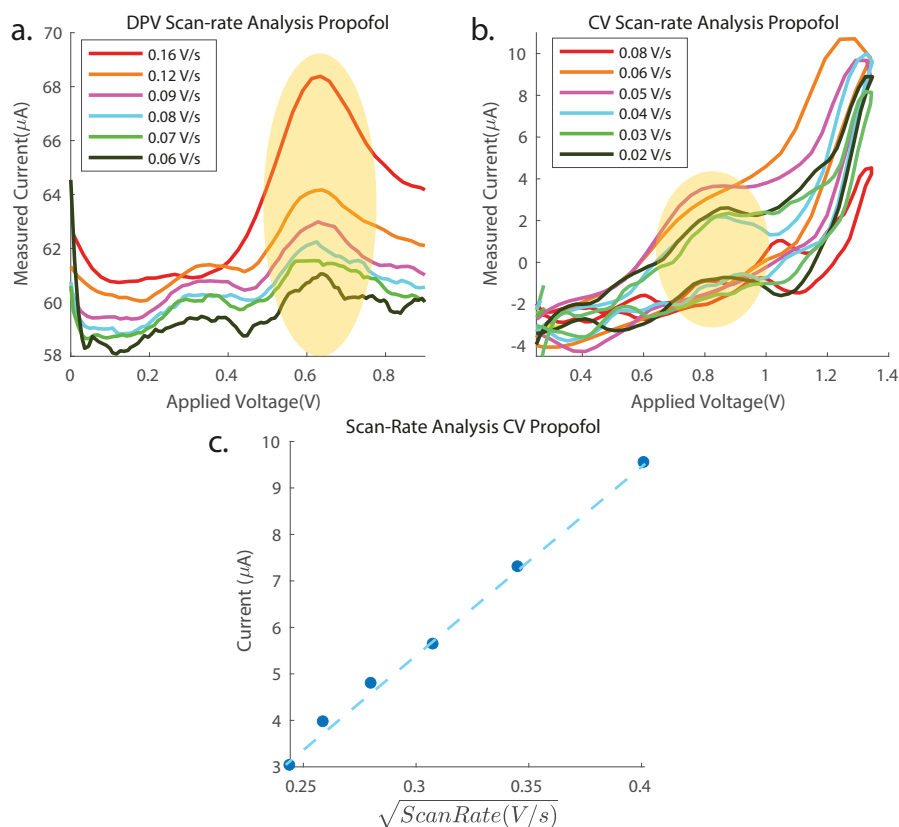 a.
DPV Scan-rate Analysis Propofol
70
68
66
64
62
60
58
Measured Current(μA)
0.16 V/s
0.12 V/s
0.09 V/s
0.08 V/s
0.07 V/s
0.06 V/s
0
0.2
0.4
0.6
0.8
Applied Voltage(V)
b.
CV Scan-rate Analysis Propofol
10
8
6
4
2
0
-2
-4
Measured Current(μA)
0.08 V/s
0.06 V/s
0.05 V/s
0.04 V/s
0.03 V/s
0.02 V/s
0.4
0.6
0.8
1
1.2
1.4
Applied Voltage(V)
c.
Scan-Rate Analysis CV Propofol
10
9
8
7
6
5
4
3
Current (μA)
0.25
0.3
0.35
0.4
√ScanRate(V/s)